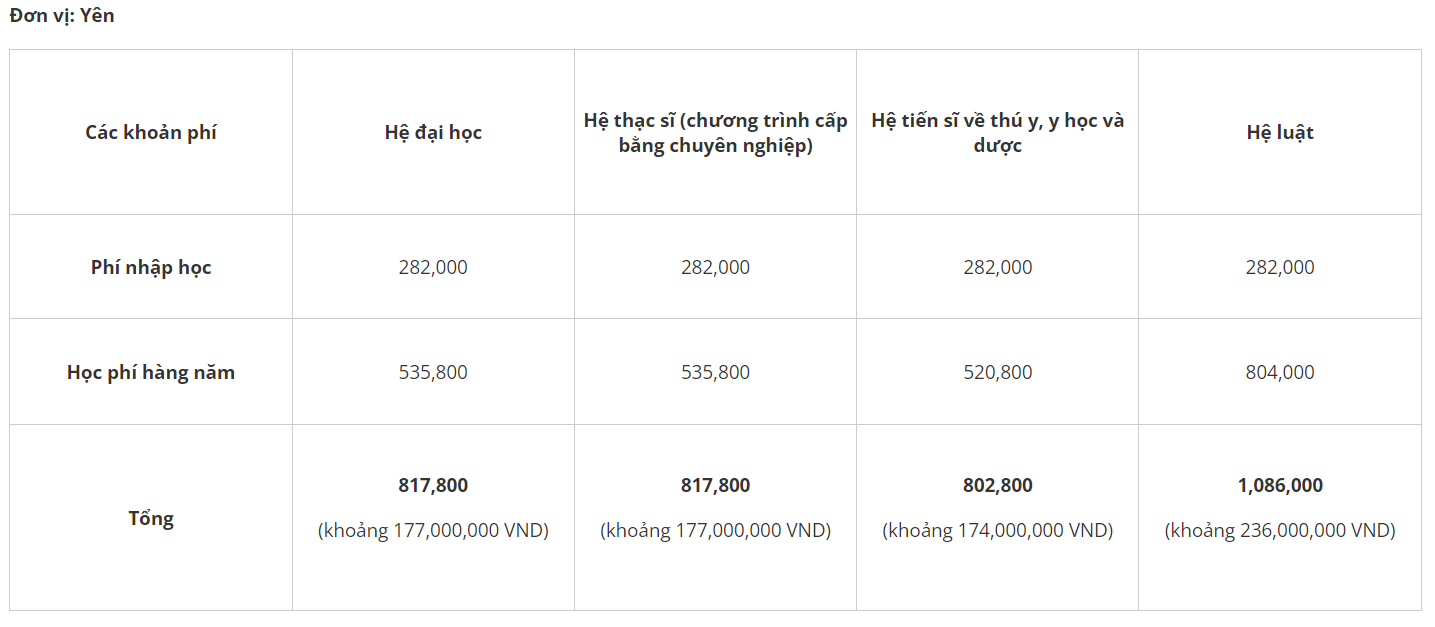 Đơn vị: Yên
Các khoản phí
Hệ đại học
Hệ thạc sĩ (chương trình cấp
bằng chuyên nghiệp)
Hệ tiến sĩ về thú y, y học và
dược
Hệ luật
Phí nhập học
282,000
282,000
282,000
282,000
Học phí hàng năm
535,800
535,800
520,800
804,000
Tổng
817,800
(khoảng 177,000,000 VND)
817,800
(khoảng 177,000,000 VND)
802,800
(khoảng 174,000,000 VND)
1,086,000
(khoảng 236,000,000 VND)